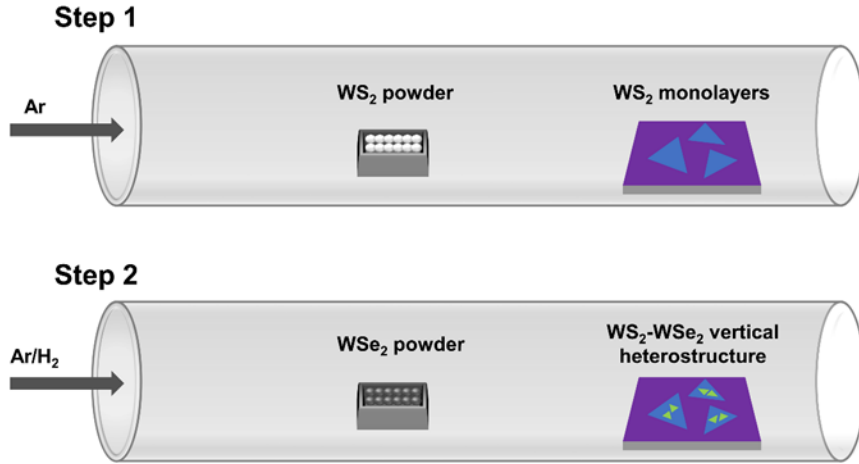 Step 1
Ar
WS₂ powder
WS₂ monolayers
Step 2
Ar/H₂
WSe₂ powder
WS₂-WSe₂ vertical
heterostructure